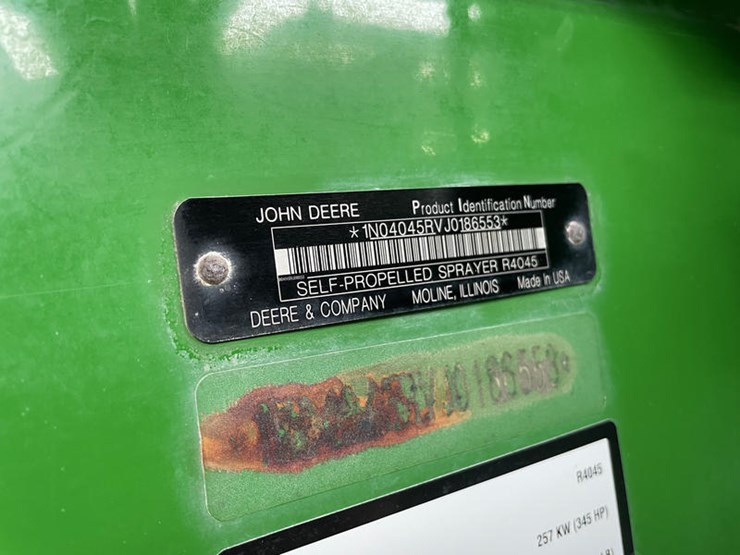 JOHN DEERE Product Identification Number
*1N04045RVJ0186553*
SELF-PROPELLED SPRAYER R4045
DEERE & COMPANY MOLINE, ILLINOIS Made in USA
RVJ0186553*
R4045
257 KW (345 HP)